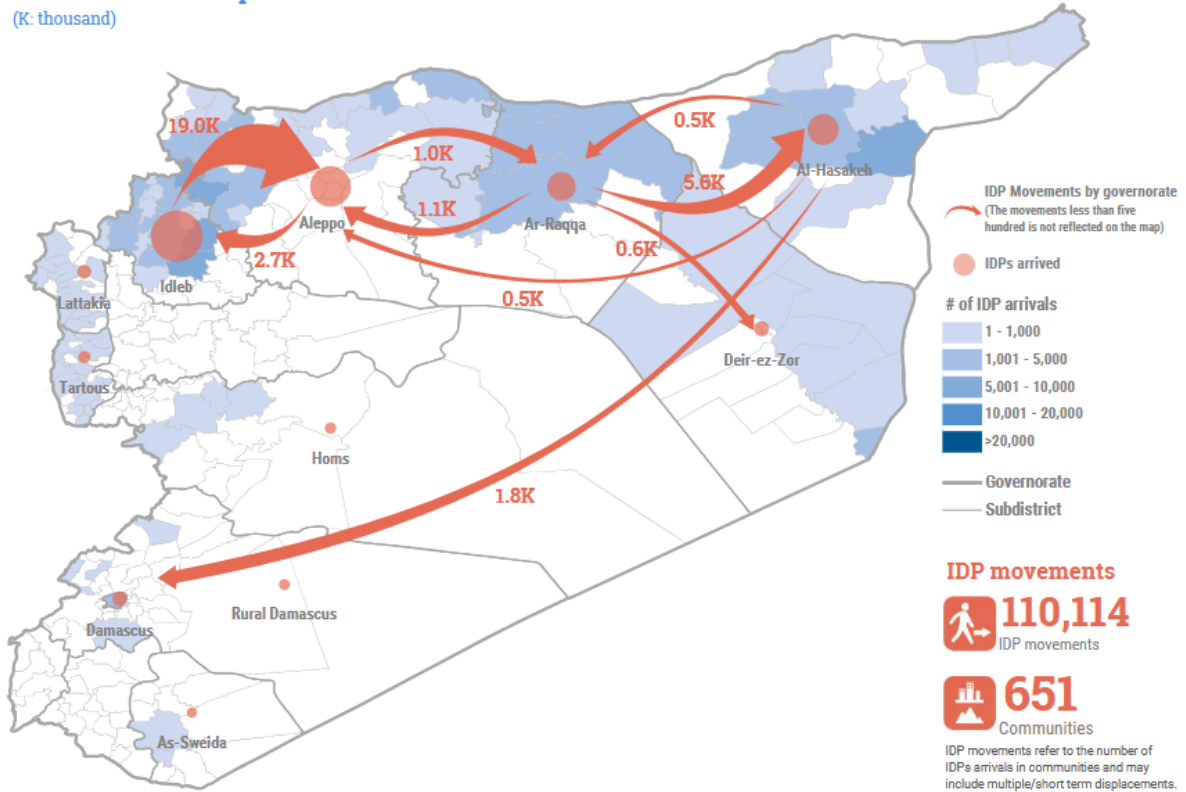 (K: thousand)
19.0K
1.0K
0.5K
Al-Hasakeh
5.6K
1.1K
Aleppo
Ar-Raqqa
2.7K
0.6K
Idleb
0.5K
Lattakia
Deir-ez-Zor
Tartous
Homs
1.8K
Rural Damascus
Damascus
As-Sweida
IDP Movements by governorate
(The movements less than five
hundred is not reflected on the map)
IDPs arrived
# of IDP arrivals
1 - 1,000
1,001 - 5,000
5,001 - 10,000
10,001 - 20,000
>20,000
Governorate
Subdistrict
IDP movements
110,114
IDP movements
651
Communities
IDP movements refer to the number of
IDPs arrivals in communities and may
include multiple/short term displacements.